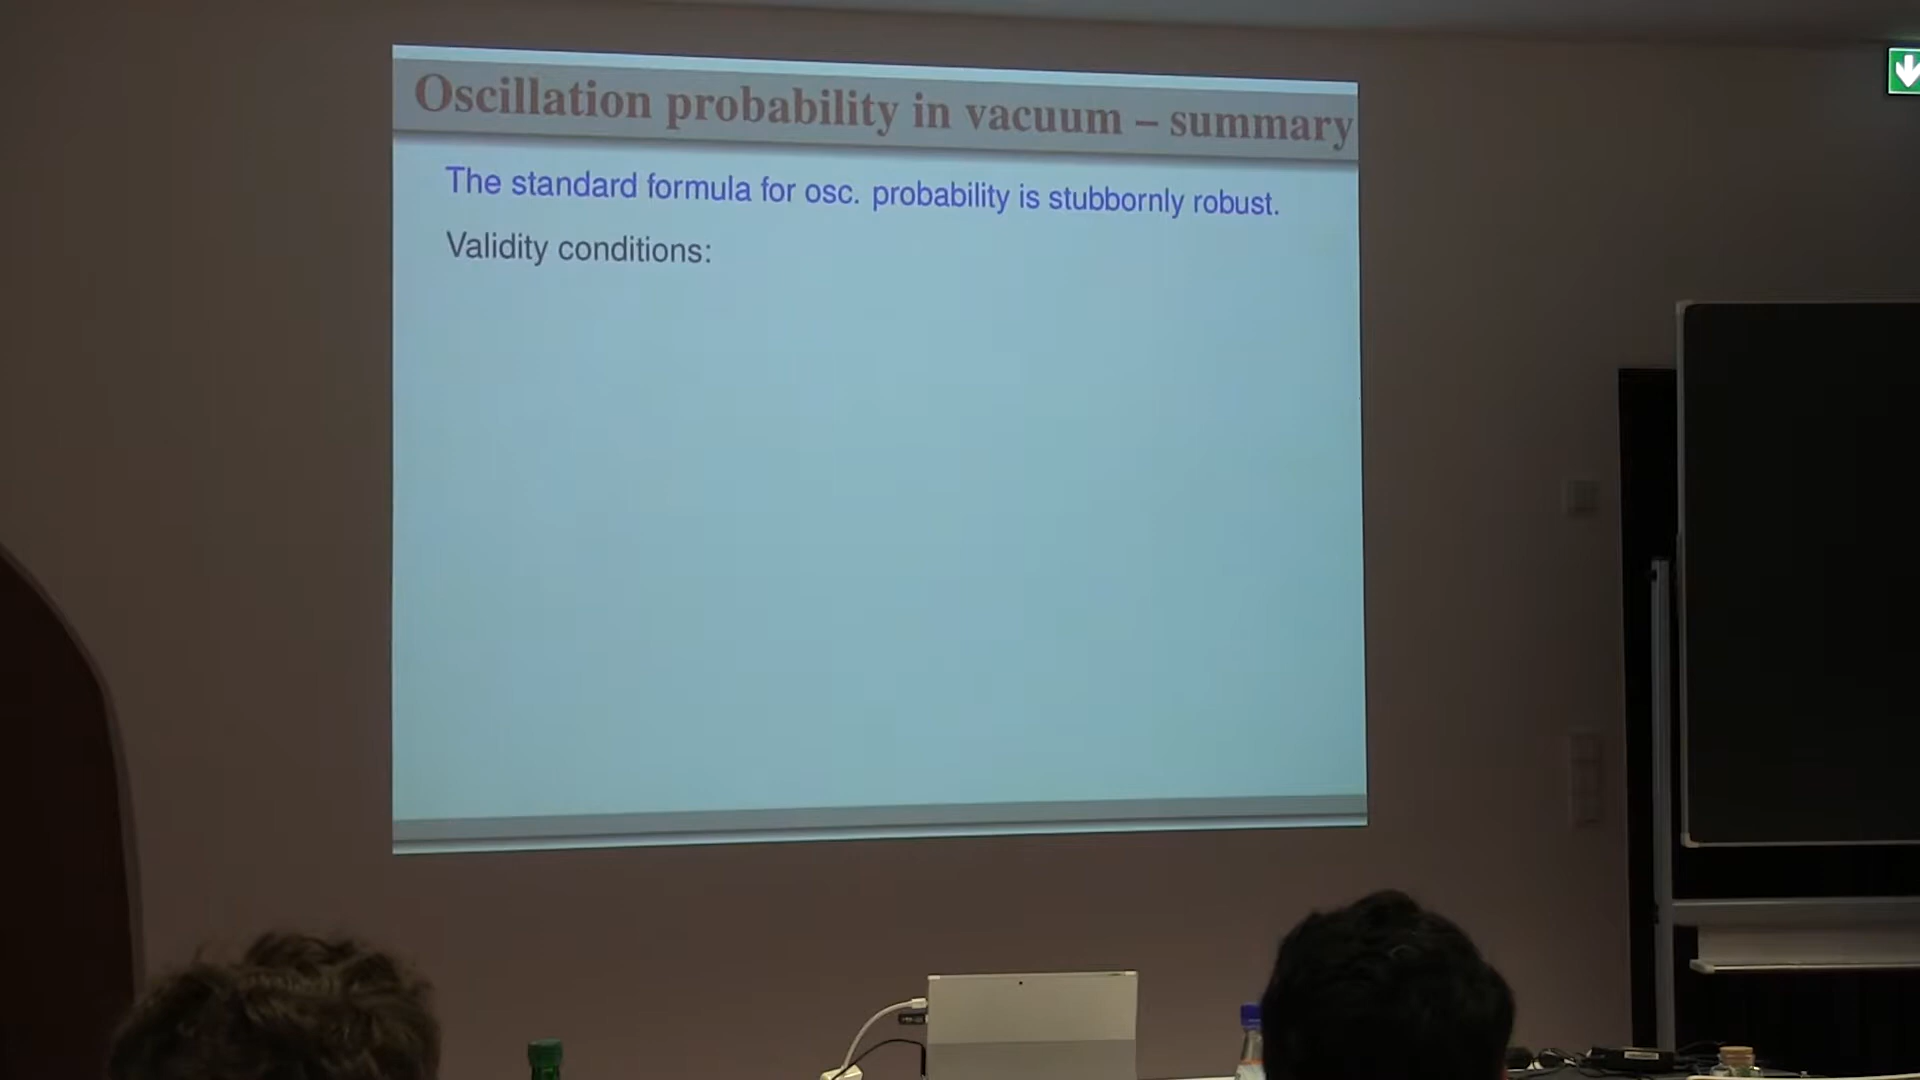 Oscillation probability in vacuum – summary
The standard formula for osc. probability is stubbornly robust.
Validity conditions: